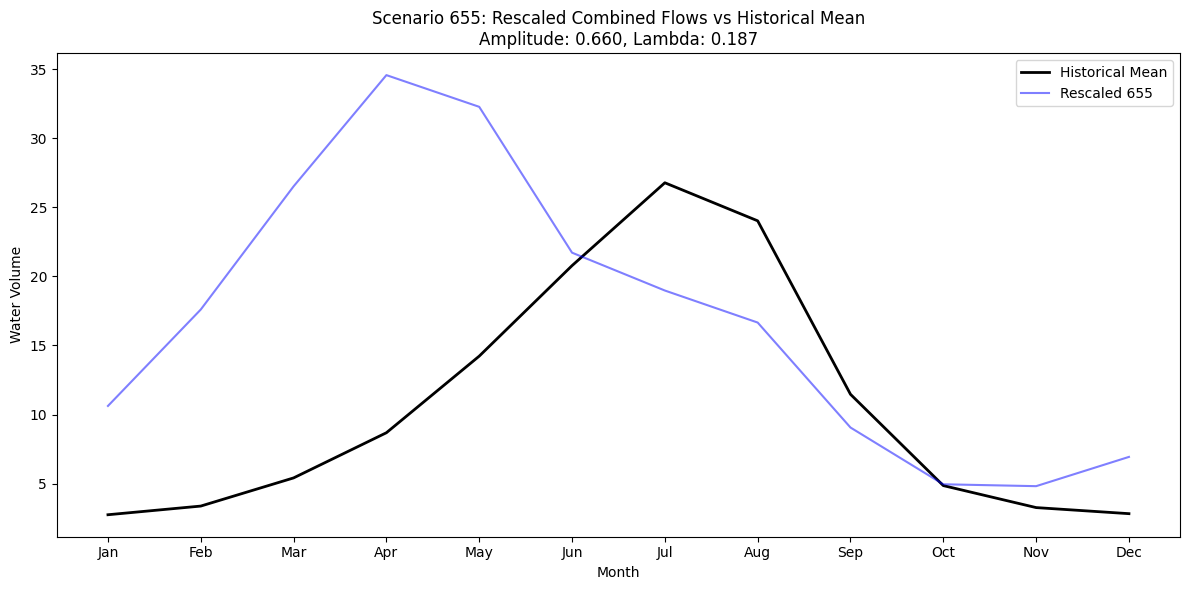 Scenario 655: Rescaled Combined Flows vs Historical Mean
Amplitude: 0.660, Lambda: 0.187
Historical Mean
Rescaled 655
Water Volume
35
30
25
20
15
10
5
Jan Feb Mar Apr May Jun Jul Aug Sep Oct Nov Dec
Month